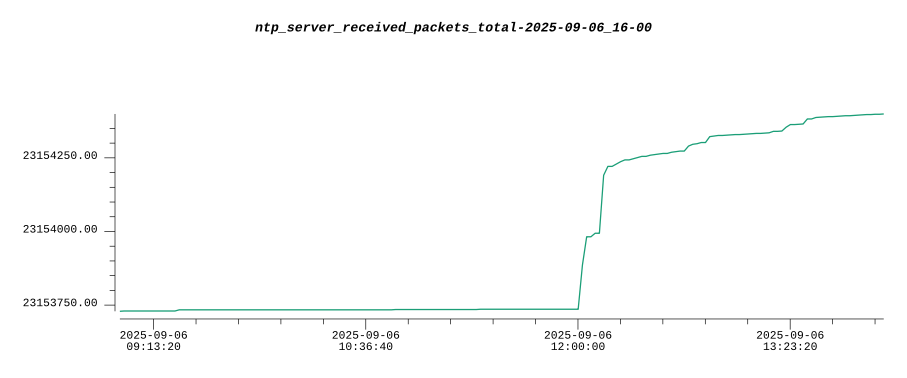 ntp_server_received_packets_total-2025-09-06_16-00
23154250.00
23154000.00
23153750.00
2025-09-06 2025-09-06 2025-09-06 2025-09-06
09:13:20 10:36:40 12:00:00 13:23:20